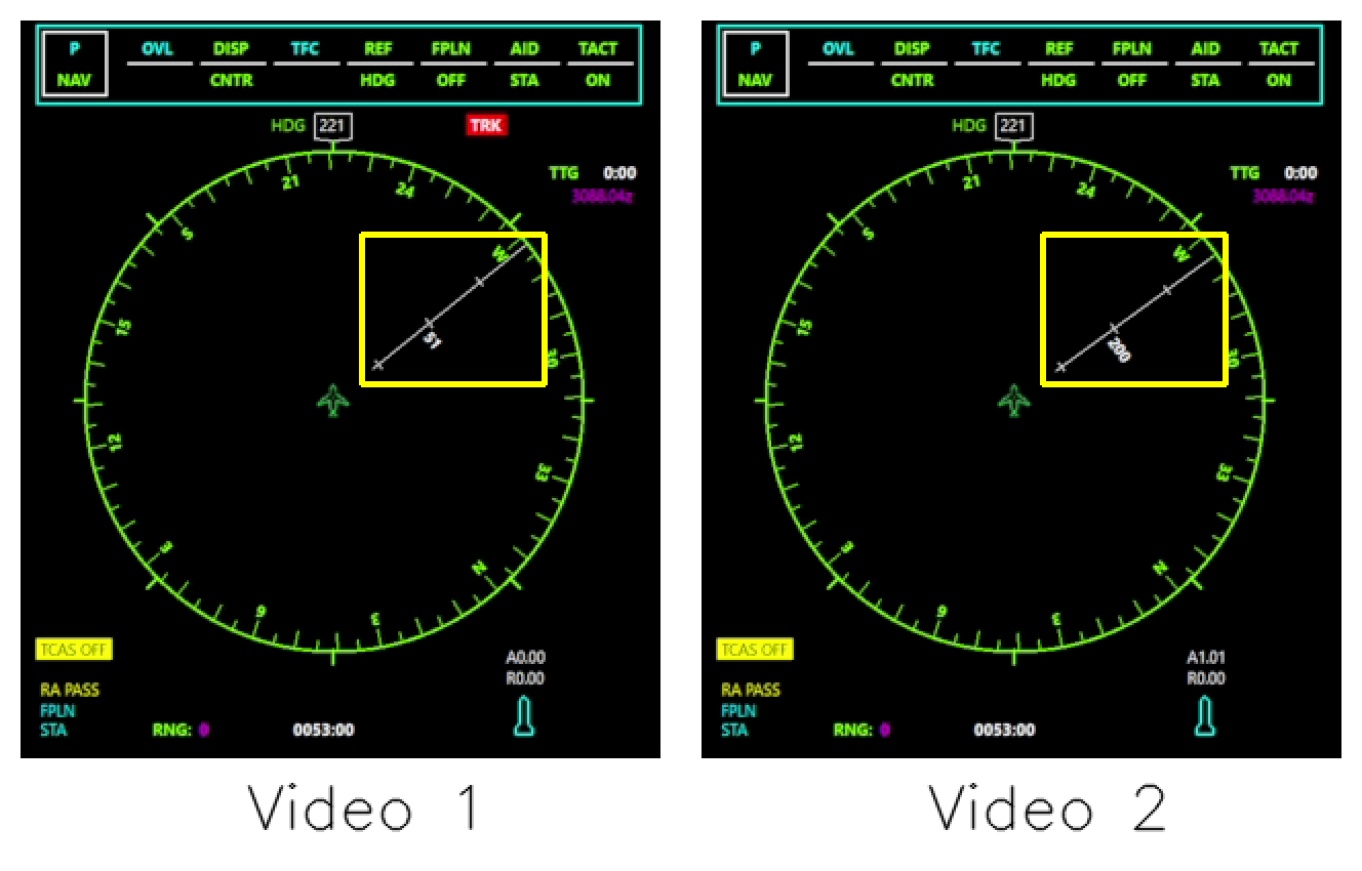 P OVL DISP TFC REF FPLN AID TACT
NAV CNTR HDG OFF STA ON
HDG 221 TRK
TTG 0:00
3088.04z
21
24
S
W
15
51
30
12
33
E
N
6
3
TCAS OFF
A0.00
R0.00
RA PASS
FPLN
STA
RNG: 0
0053:00
Video 1
P OVL DISP TFC REF FPLN AID TACT
NAV CNTR HDG OFF STA ON
HDG 221
TTG 0:00
3088.04z
21
24
S
W
15
200
30
12
33
E
N
6
3
TCAS OFF
A1.01
R0.00
RA PASS
FPLN
STA
RNG: 0
0053:00
Video 2